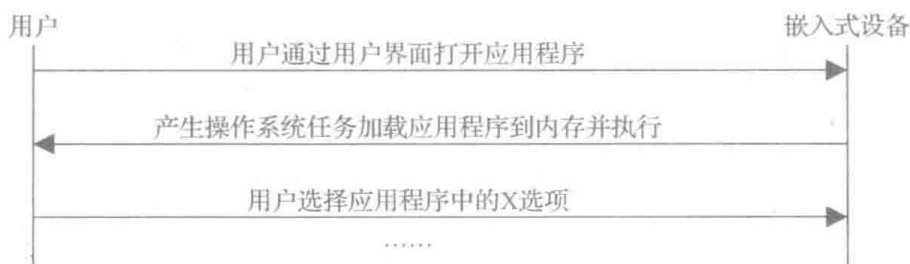 用户
嵌入式设备
用户通过用户界面打开应用程序
产生操作系统任务加载应用程序到内存并执行
用户选择应用程序中的X选项
……